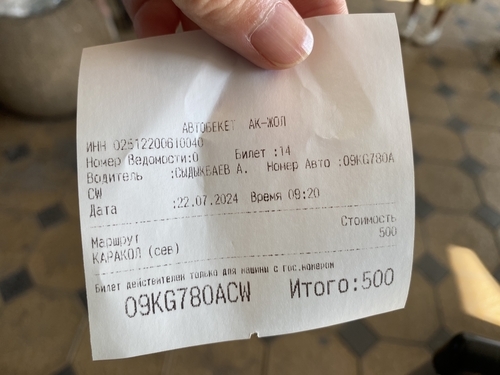 АВТОБЕКЕТ АК-ЖОЛ
ИНН 02512200610040
Номер Ведомости:0 Билет :14
Водитель :СЫДЫКБАЕВ А. Номер Авто :09KG780A
CW
Дата :22.07.2024 Время 09:20
Маршрут Стоимость
КАРАКОЛ (сев) 500
Билет действителен только для машины с гос.номером
09KG780ACW Итого:500